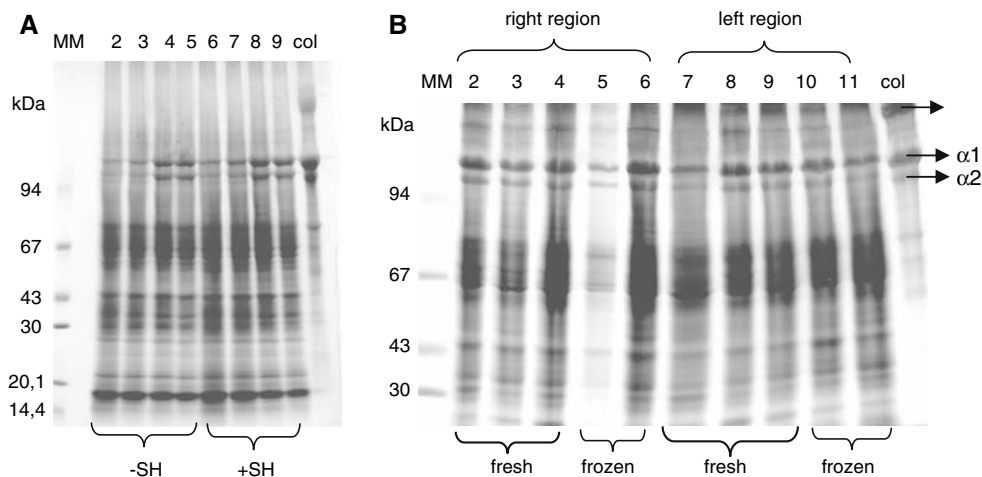 A
MM 2 3 4 5 6 7 8 9 col
kDa
94
67
43
30
20,1
14,4
-SH +SH
B
right region left region
MM 2 3 4 5 6 7 8 9 10 11 col
kDa
α1
α2
94
67
43
30
fresh frozen fresh frozen